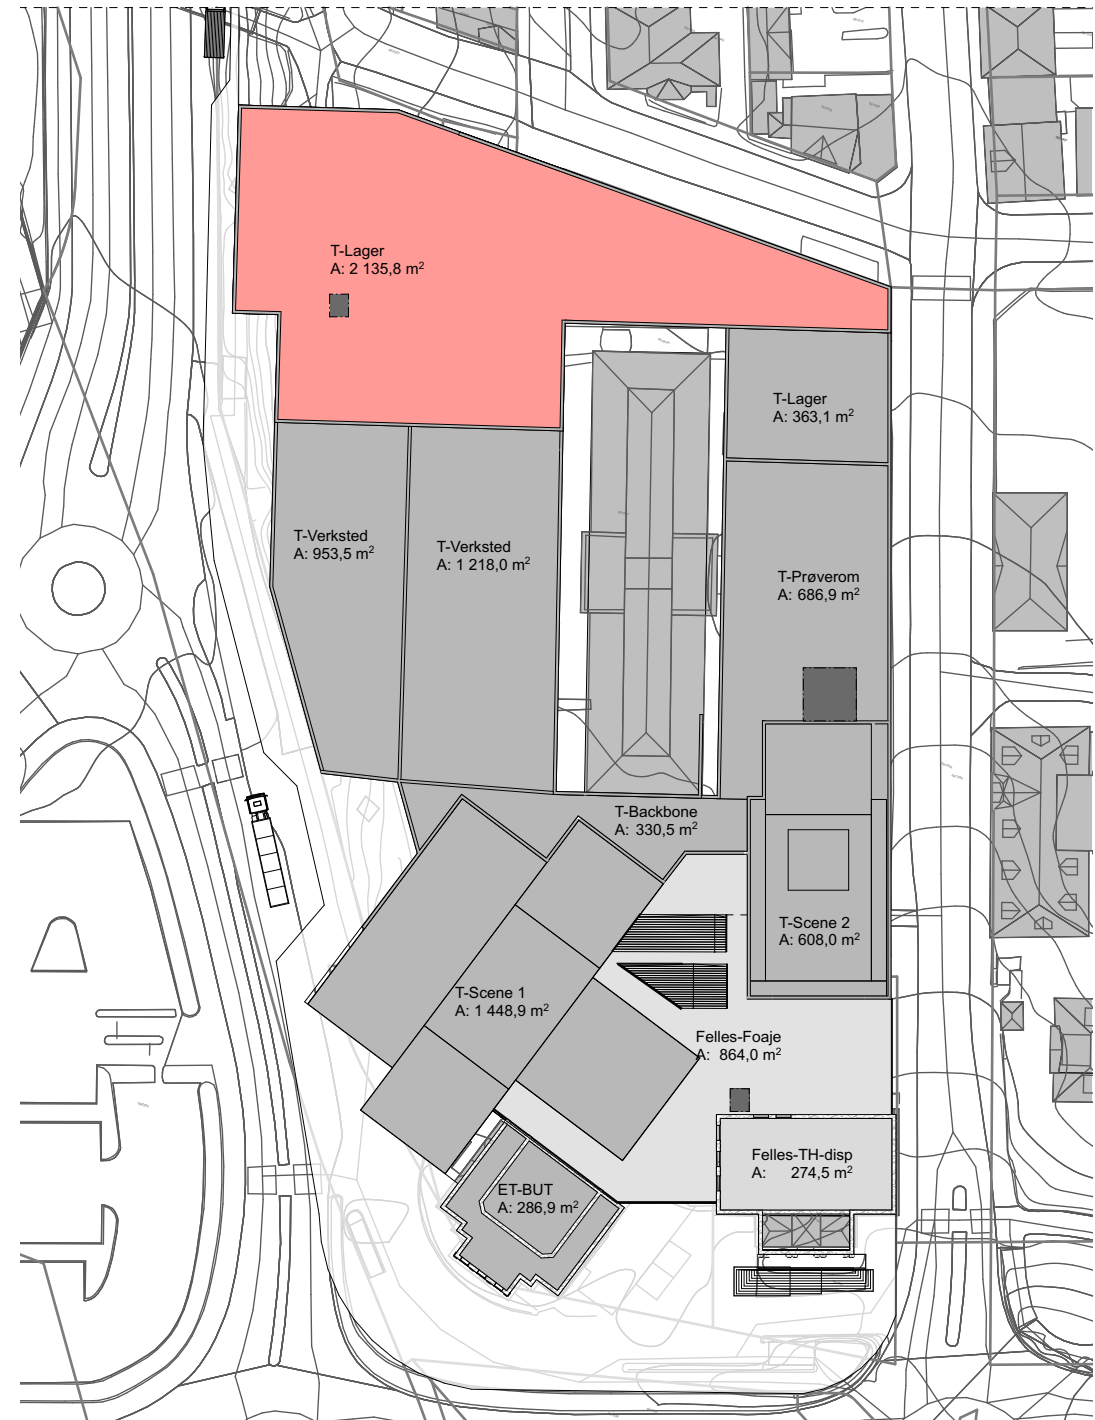 T-Lager
A: 2 135,8 m²
T-Lager
A: 363,1 m²
T-Verksted
A: 953,5 m²
T-Verksted
A: 1 218,0 m²
T-Prøverom
A: 686,9 m²
T-Backbone
A: 330,5 m²
T-Scene 2
A: 608,0 m²
T-Scene 1
A: 1 448,9 m²
Felles-Foaje
A: 864,0 m²
Felles-TH-disp
A: 274,5 m²
ET-BUT
A: 286,9 m²